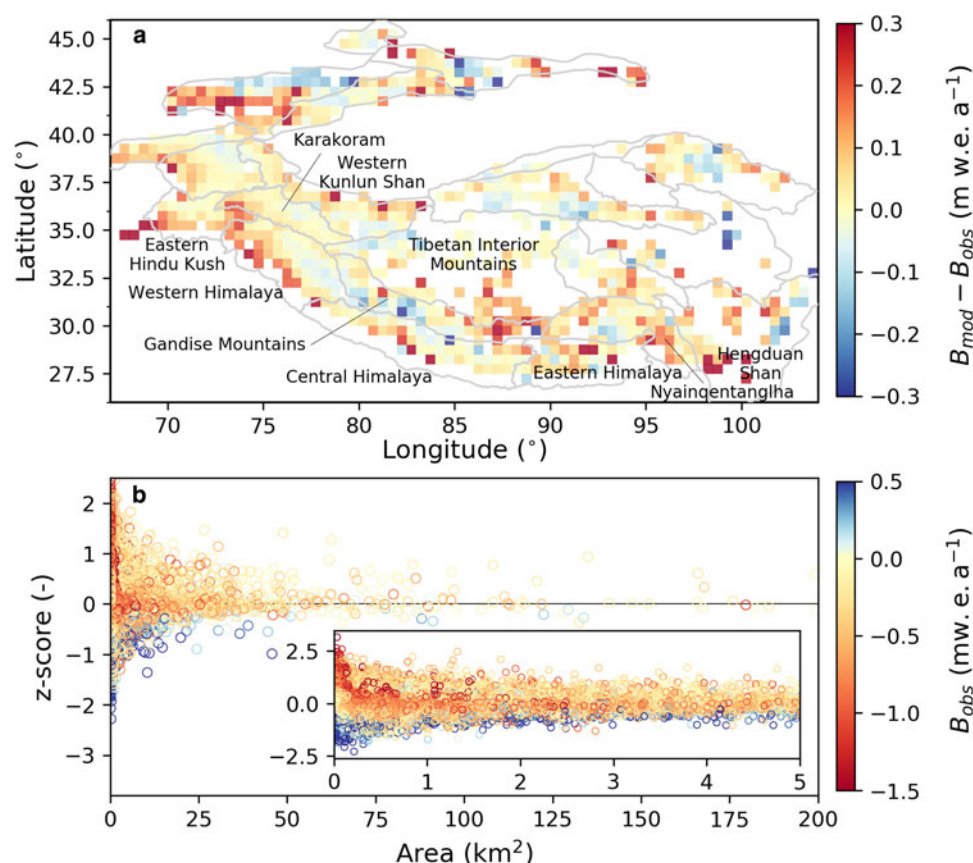 a
45.0
42.5
40.0
37.5
35.0
32.5
30.0
27.5
Latitude (°)
Karakoram
Western
Kunlun Shan
Tibetan Interior
Mountains
Eastern
Hindu Kush
Western Himalaya
Gandise Mountains
Central Himalaya
Eastern Himalaya
Hengduan
Shan
Nyainqentanglha
70 75 80 85 90 95 100
Longitude (°)
0.3
0.2
0.1
0.0
−0.1
−0.2
−0.3
B_mod − B_obs (m w.e. a⁻¹)
b
2
1
0
−1
−2
−3
z-score (-)
2.5
0.0
−2.5
0 1 2 3 4 5
0 25 50 75 100 125 150 175 200
Area (km²)
0.5
0.0
−0.5
−1.0
−1.5
B_obs (mw. e. a⁻¹)